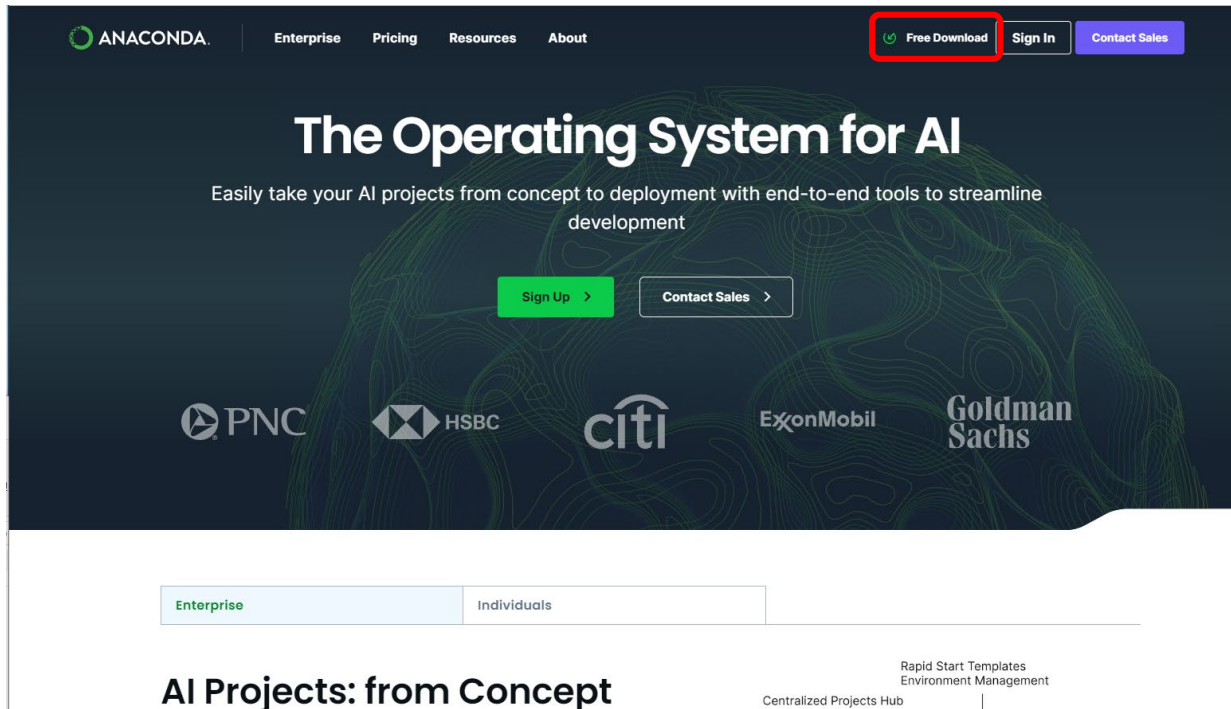 ANACONDA.
Enterprise Pricing Resources About
Free Download Sign In Contact Sales
The Operating System for AI
Easily take your AI projects from concept to deployment with end-to-end tools to streamline
development
Sign Up >
Contact Sales >
PNC
HSBC
citi
ExxonMobil
Goldman
Sachs
Enterprise
Individuals
AI Projects: from Concept
Rapid Start Templates
Environment Management
Centralized Projects Hub